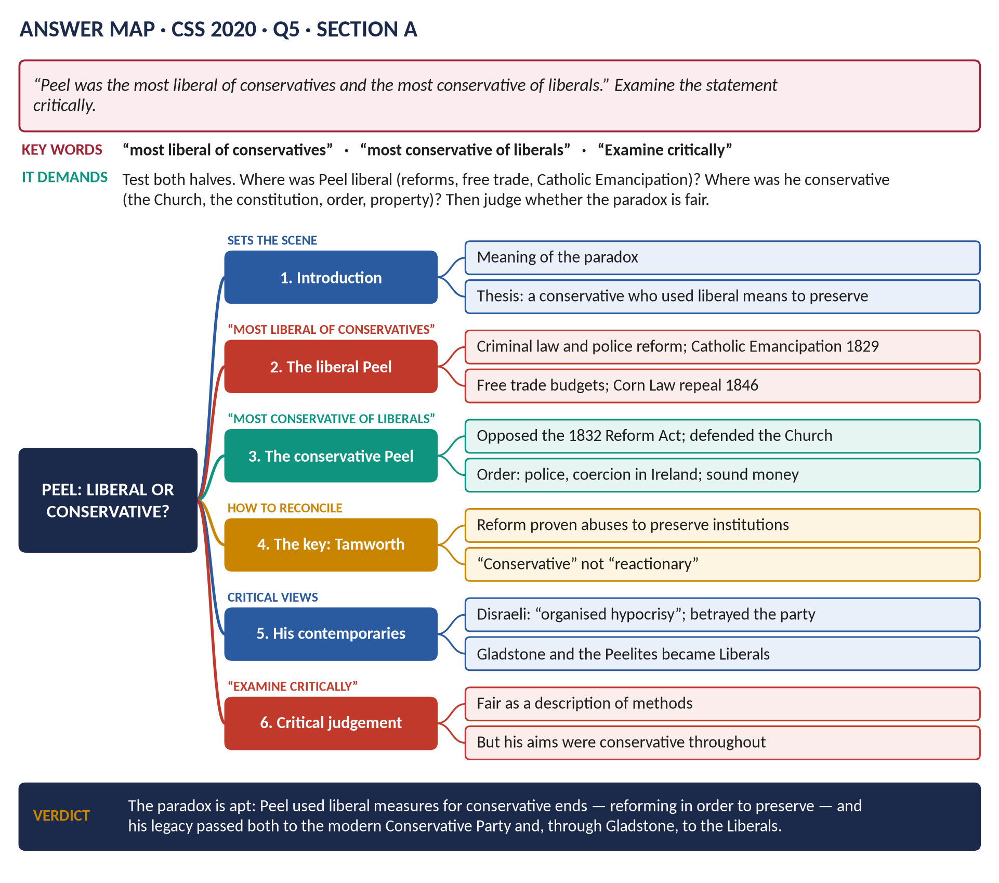 ANSWER MAP · CSS 2020 · Q5 · SECTION A
“Peel was the most liberal of conservatives and the most conservative of liberals.” Examine the statement
critically.
KEY WORDS “most liberal of conservatives” · “most conservative of liberals” · “Examine critically”
IT DEMANDS Test both halves. Where was Peel liberal (reforms, free trade, Catholic Emancipation)? Where was he conservative
(the Church, the constitution, order, property)? Then judge whether the paradox is fair.
PEEL: LIBERAL OR
CONSERVATIVE?
SETS THE SCENE
1. Introduction
Meaning of the paradox
Thesis: a conservative who used liberal means to preserve
“MOST LIBERAL OF CONSERVATIVES”
2. The liberal Peel
Criminal law and police reform; Catholic Emancipation 1829
Free trade budgets; Corn Law repeal 1846
“MOST CONSERVATIVE OF LIBERALS”
3. The conservative Peel
Opposed the 1832 Reform Act; defended the Church
Order: police, coercion in Ireland; sound money
HOW TO RECONCILE
4. The key: Tamworth
Reform proven abuses to preserve institutions
“Conservative” not “reactionary”
CRITICAL VIEWS
5. His contemporaries
Disraeli: “organised hypocrisy”; betrayed the party
Gladstone and the Peelites became Liberals
“EXAMINE CRITICALLY”
6. Critical judgement
Fair as a description of methods
But his aims were conservative throughout
VERDICT The paradox is apt: Peel used liberal measures for conservative ends — reforming in order to preserve — and
his legacy passed both to the modern Conservative Party and, through Gladstone, to the Liberals.